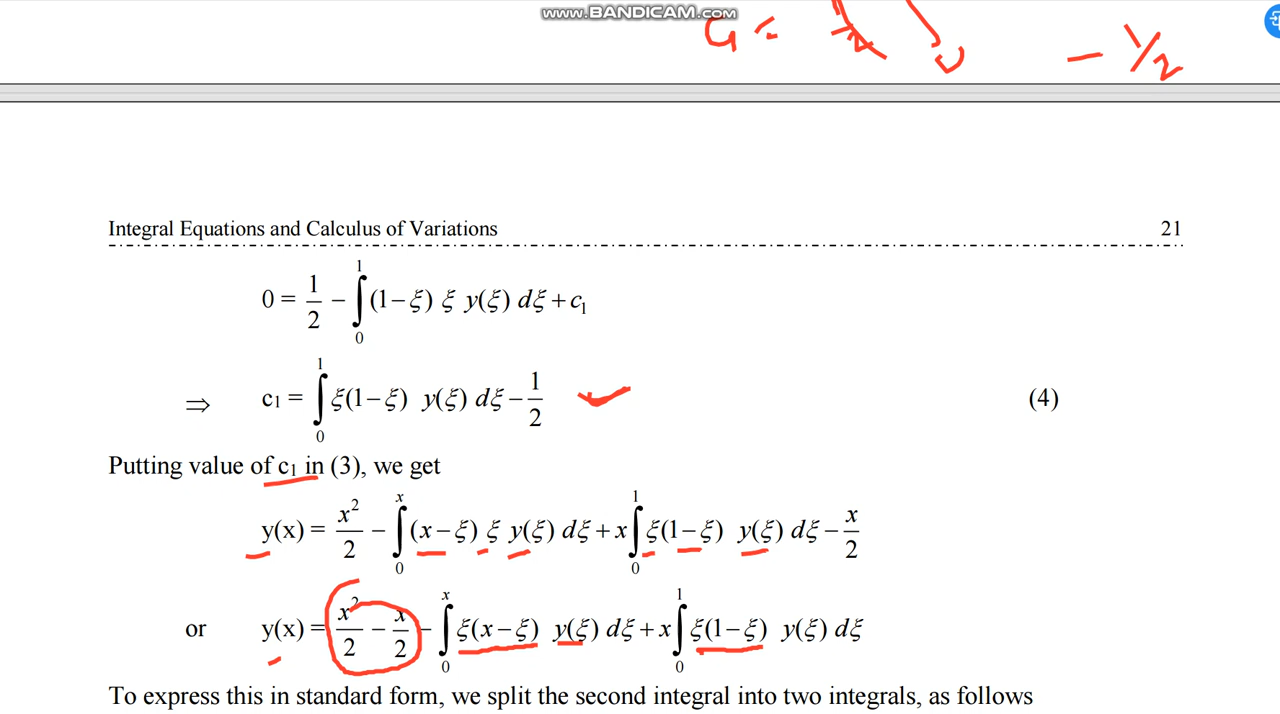 www.BANDICAM.com
- 1/2
Integral Equations and Calculus of Variations 21
0 = 1/2 − ∫₀¹ (1−ξ) ξ y(ξ) dξ + c₁
⇒ c₁ = ∫₀¹ ξ(1−ξ) y(ξ) dξ − 1/2 (4)
Putting value of c₁ in (3), we get
y(x) = x²/2 − ∫₀ˣ (x−ξ) ξ y(ξ) dξ + x ∫₀¹ ξ(1−ξ) y(ξ) dξ − x/2
or y(x) = x²/2 − x/2 − ∫₀ˣ ξ(x−ξ) y(ξ) dξ + x ∫₀¹ ξ(1−ξ) y(ξ) dξ
To express this in standard form, we split the second integral into two integrals, as follows